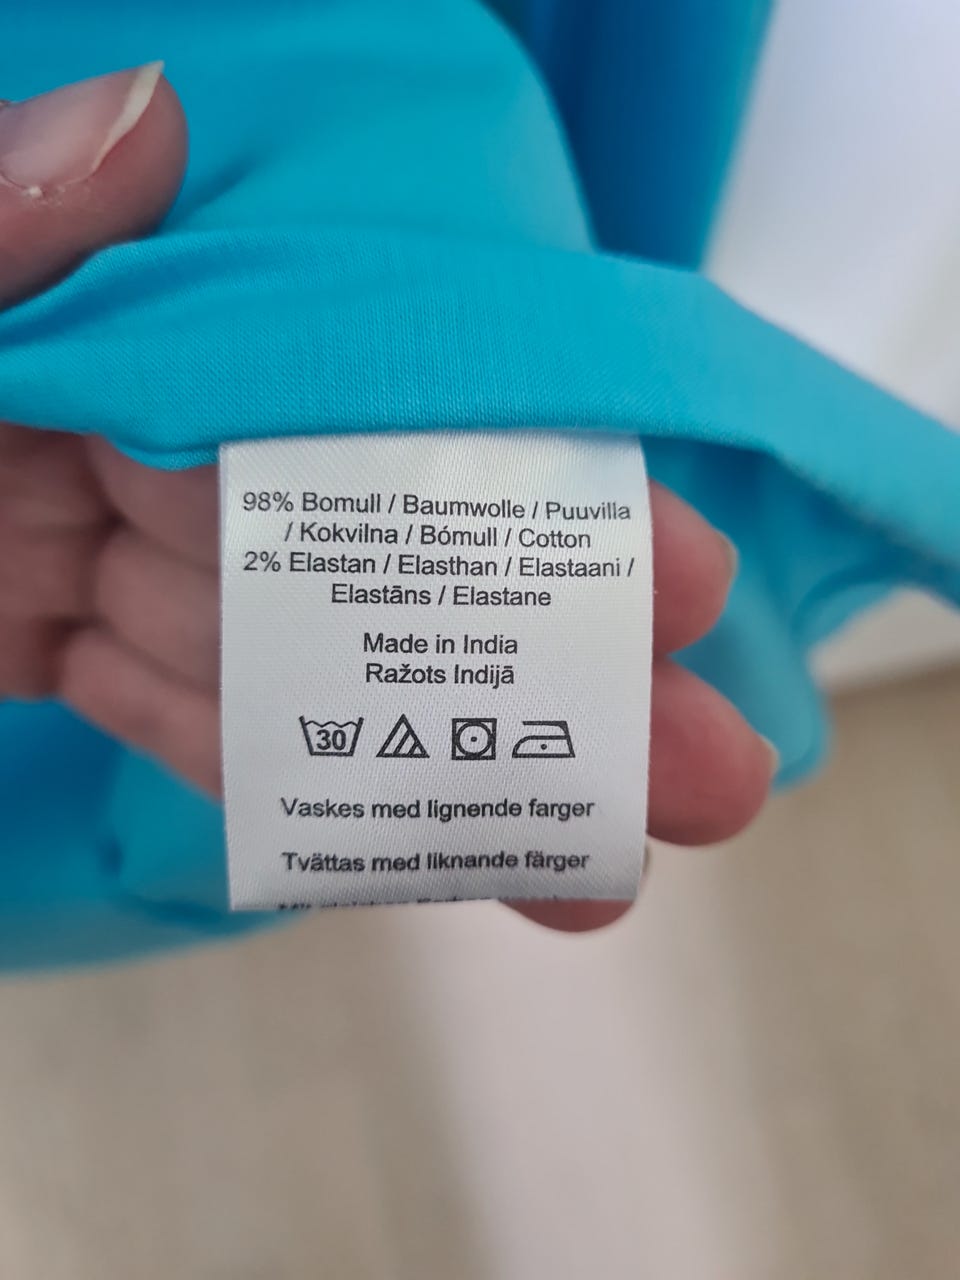 98% Bomull / Baumwolle / Puuvilla
/ Kokvilna / Bómull / Cotton
2% Elastan / Elasthan / Elastaani /
Elastāns / Elastane
Made in India
Ražots Indijā
30
Vaskes med lignende farger
Tvättas med liknande färger